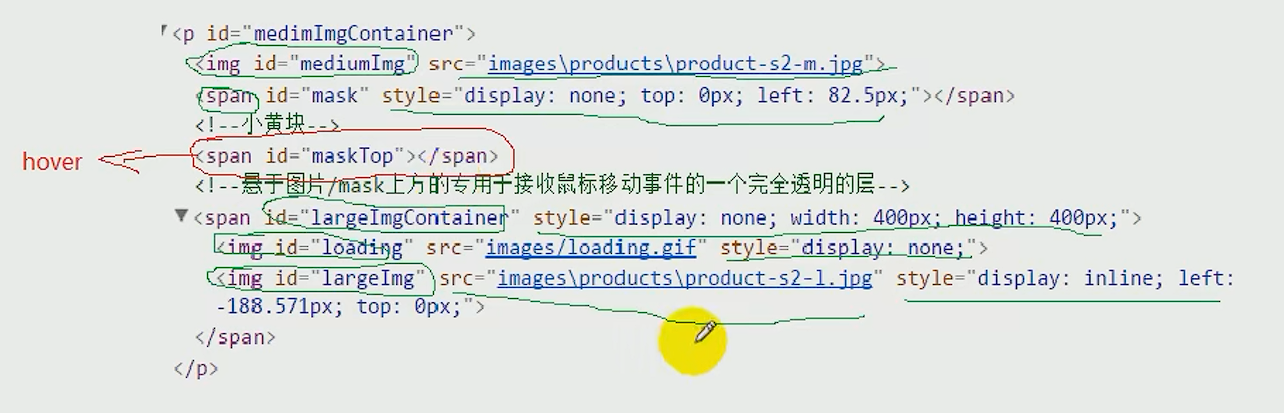 <p id="medimImgContainer">
<img id="mediumImg" src="images\products\product-s2-m.jpg">
<span id="mask" style="display: none; top: 0px; left: 82.5px;"></span>
<!--小黄块-->
hover
<span id="maskTop"></span>
<!--悬于图片/mask上方的专用于接收鼠标移动事件的一个完全透明的层-->
<span id="largeImgContainer" style="display: none; width: 400px; height: 400px;">
<img id="loading" src="images/loading.gif" style="display: none;">
<img id="largeImg" src="images\products\product-s2-l.jpg" style="display: inline; left:
-188.571px; top: 0px;">
</span>
</p>